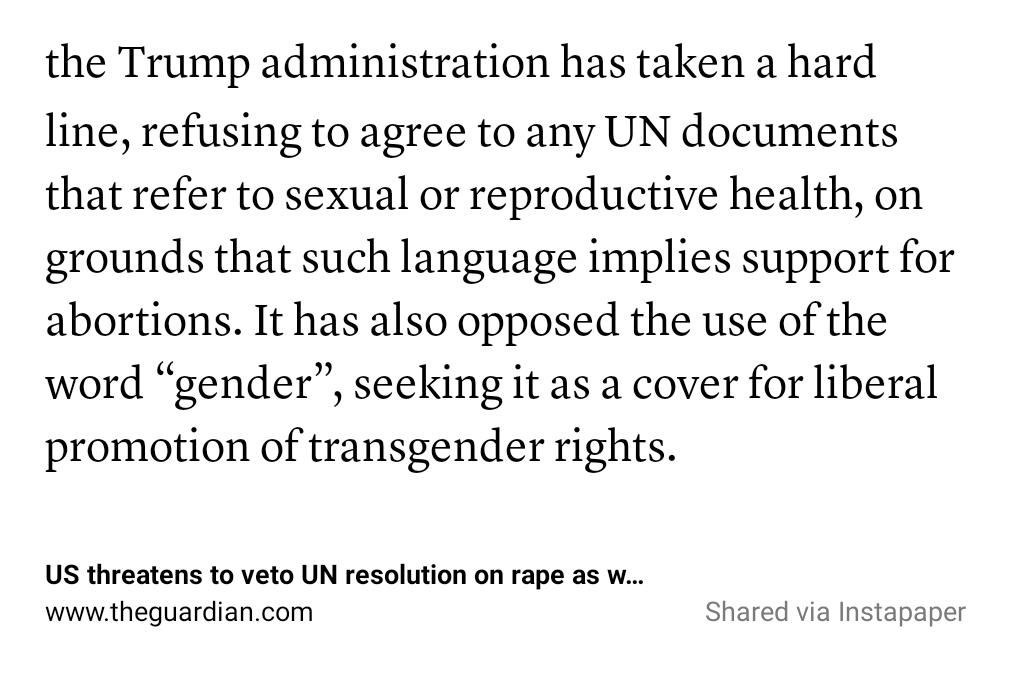 the Trump administration has taken a hard
line, refusing to agree to any UN documents
that refer to sexual or reproductive health, on
grounds that such language implies support for
abortions. It has also opposed the use of the
word “gender”, seeking it as a cover for liberal
promotion of transgender rights.
US threatens to veto UN resolution on rape as w...
www.theguardian.com
Shared via Instapaper